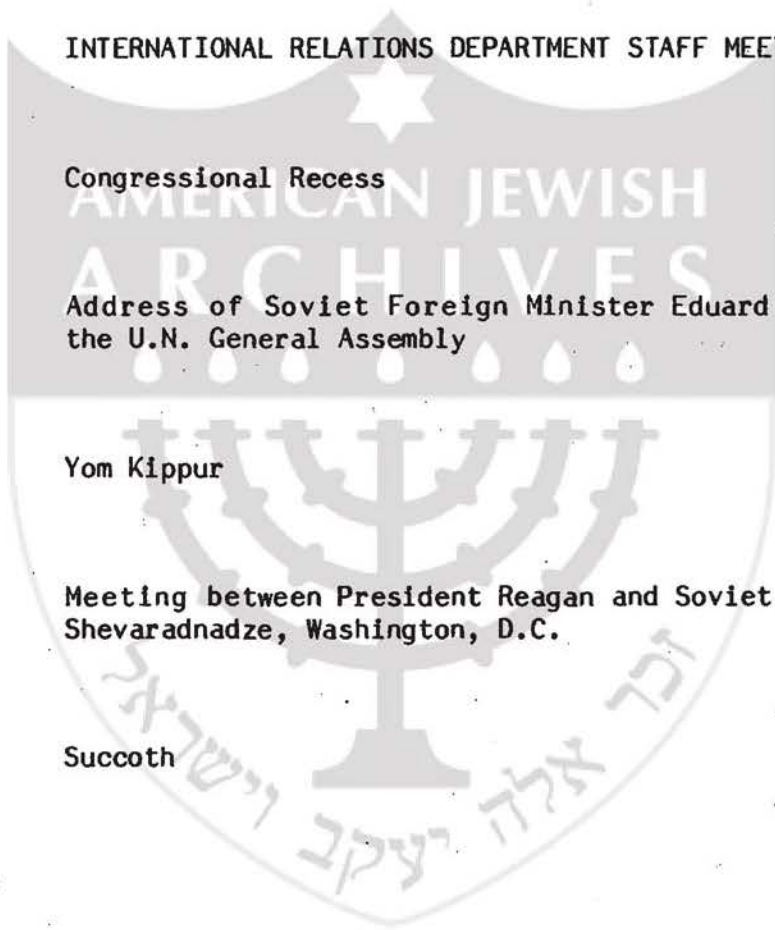 INTERNATIONAL RELATIONS DEPARTMENT STAFF MEE
Congressional Recess
AMERICAN JEWISH
ARCHIVES
Address of Soviet Foreign Minister Eduard
the U.N. General Assembly
Yom Kippur
Meeting between President Reagan and Soviet
Shevaradnadze, Washington, D.C.
Succoth
זכר אלה יעקב וישראל